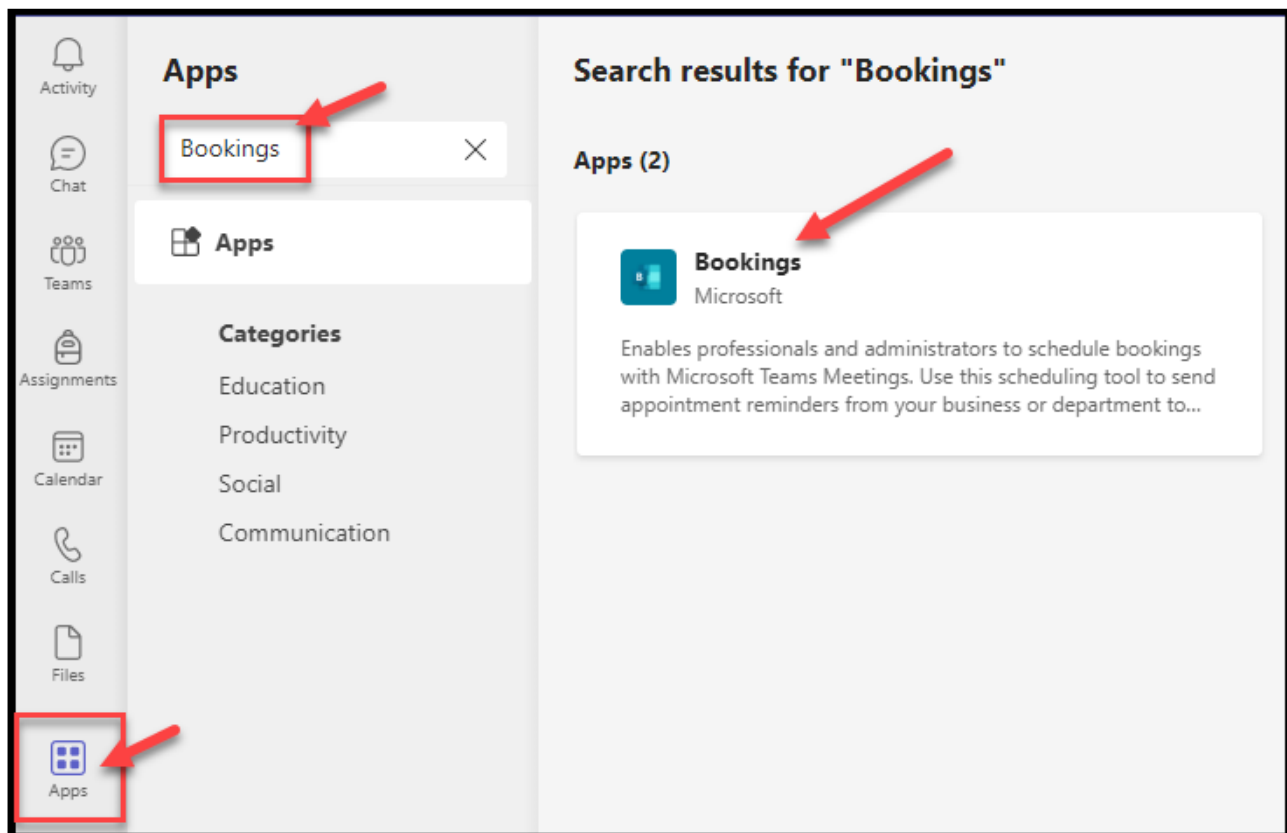 Activity
Chat
Teams
Assignments
Calendar
Calls
Files
Apps
Apps
Bookings
Apps
Categories
Education
Productivity
Social
Communication
Search results for "Bookings"
Apps (2)
B
Bookings
Microsoft
Enables professionals and administrators to schedule bookings
with Microsoft Teams Meetings. Use this scheduling tool to send
appointment reminders from your business or department to...